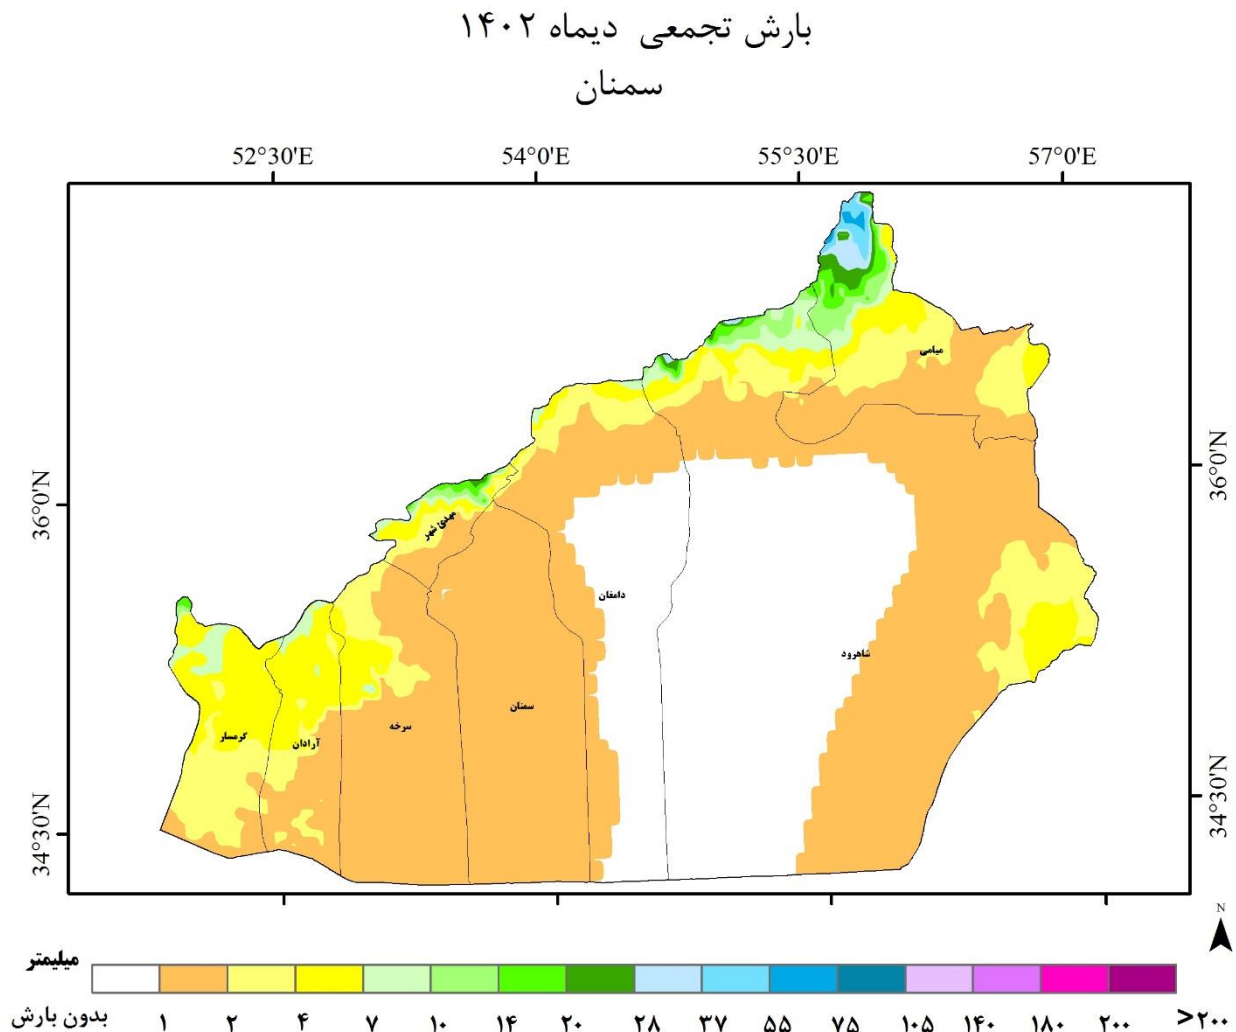 بارش تجمعی دیماه ۱۴۰۲
سمنان
52°30'E 54°0'E 55°30'E 57°0'E
میامی
36°0'N
36°0'N
مهدی شهر
دامغان
شاهرود
سمنان
سرخه
آرادان
گرمسار
34°30'N
34°30'N
N
میلیمتر
بدون بارش ۱ ۲ ۴ ۷ ۱۰ ۱۴ ۲۰ ۲۸ ۳۷ ۵۵ ۷۵ ۱۰۵ ۱۴۰ ۱۸۰ ۲۰۰ >۲۰۰